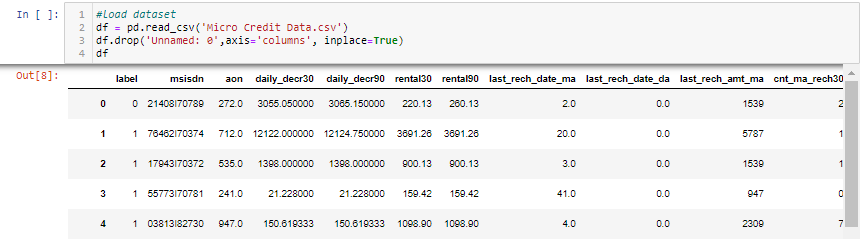 In [ ]:
1 #load dataset
2 df = pd.read_csv('Micro Credit Data.csv')
3 df.drop('Unnamed: 0',axis='columns', inplace=True)
4 df
Out[8]:
label msisdn aon daily_decr30 daily_decr90 rental30 rental90 last_rech_date_ma last_rech_date_da last_rech_amt_ma cnt_ma_rech30
0 0 21408I70789 272.0 3055.050000 3065.150000 220.13 260.13 2.0 0.0 1539 2
1 1 76462I70374 712.0 12122.000000 12124.750000 3691.26 3691.26 20.0 0.0 5787 1
2 1 17943I70372 535.0 1398.000000 1398.000000 900.13 900.13 3.0 0.0 1539 1
3 1 55773I70781 241.0 21.228000 21.228000 159.42 159.42 41.0 0.0 947 0
4 1 03813I82730 947.0 150.619333 150.619333 1098.90 1098.90 4.0 0.0 2309 7